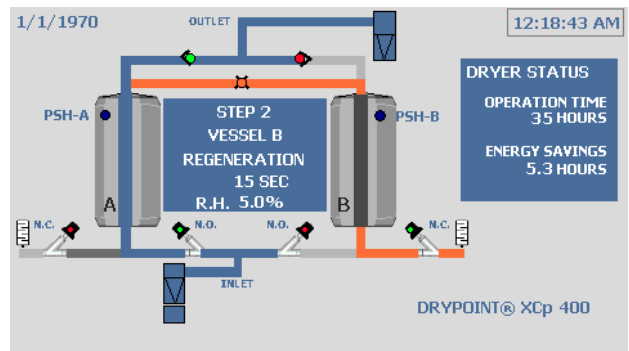 1/1/1970
OUTLET
12:18:43 AM
DRYER STATUS
OPERATION TIME
35 HOURS
ENERGY SAVINGS
5.3 HOURS
PSH-A
STEP 2
VESSEL B
REGENERATION
15 SEC
R.H. 5.0%
PSH-B
A
B
N.C.
N.O.
N.O.
N.C.
INLET
DRYPOINT® XCp 400